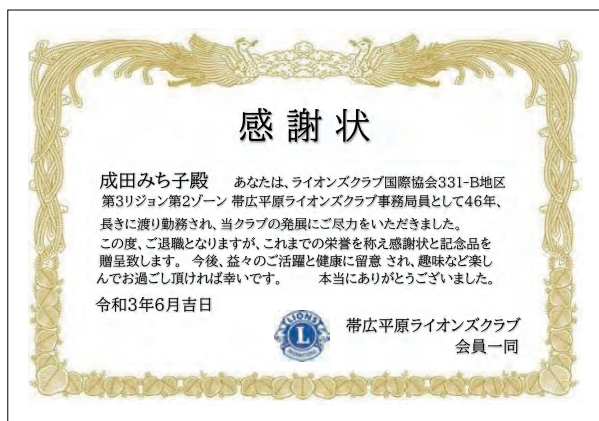 感謝状
成田みち子殿 あなたは、ライオンズクラブ国際協会331-B地区
第3リジョン第2ゾーン 帯広平原ライオンズクラブ事務局員として46年、
長きに渡り勤務され、当クラブの発展にご尽力をいただきました。
この度、ご退職となりますが、これまでの栄誉を称え感謝状と記念品を
贈呈致します。 今後、益々のご活躍と健康に留意 され、趣味など楽し
んでお過ごし頂ければ幸いです。 本当にありがとうございました。
令和3年6月吉日
LIONS
INTERNATIONAL
帯広平原ライオンズクラブ
会員一同